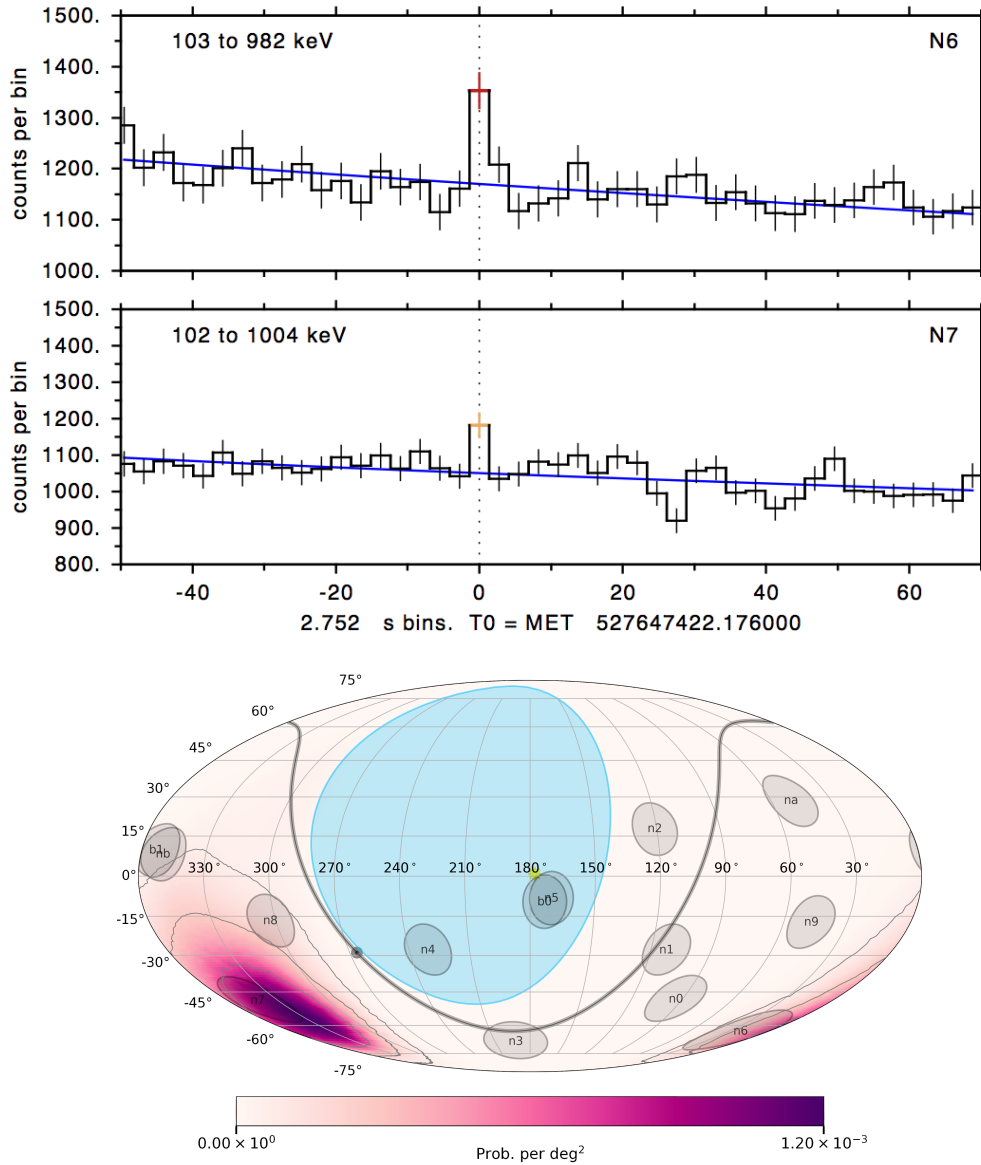 1500.
103 to 982 keV N6
1400.
1300.
1200.
1100.
1000.
counts per bin
1500.
102 to 1004 keV N7
1400.
1300.
1200.
1100.
1000.
900.
800.
counts per bin
-40 -20 0 20 40 60
2.752 s bins. T0 = MET 527647422.176000
75°
60°
45°
30°
15°
0°
-15°
-30°
-45°
-60°
-75°
330° 300° 270° 240° 210° 180° 150° 120° 90° 60° 30°
na
n2
b1 nb
b0 n5
n8
n9
n4
n1
n7
n0
n6
n3
0.00 × 10⁰ 1.20 × 10⁻³
Prob. per deg²